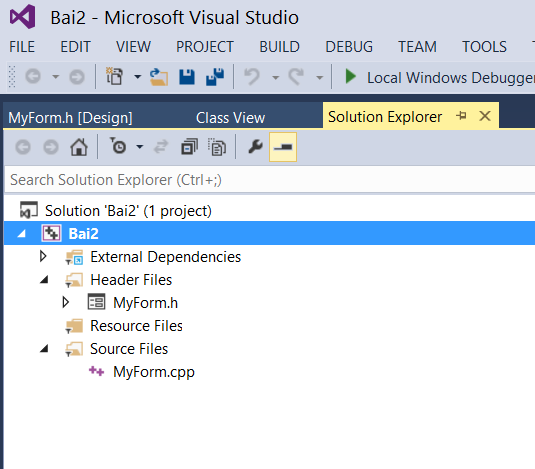 Bai2 - Microsoft Visual Studio
FILE EDIT VIEW PROJECT BUILD DEBUG TEAM TOOLS
Local Windows Debugger
MyForm.h [Design] Class View Solution Explorer
Search Solution Explorer (Ctrl+;)
Solution 'Bai2' (1 project)
Bai2
External Dependencies
Header Files
MyForm.h
Resource Files
Source Files
MyForm.cpp